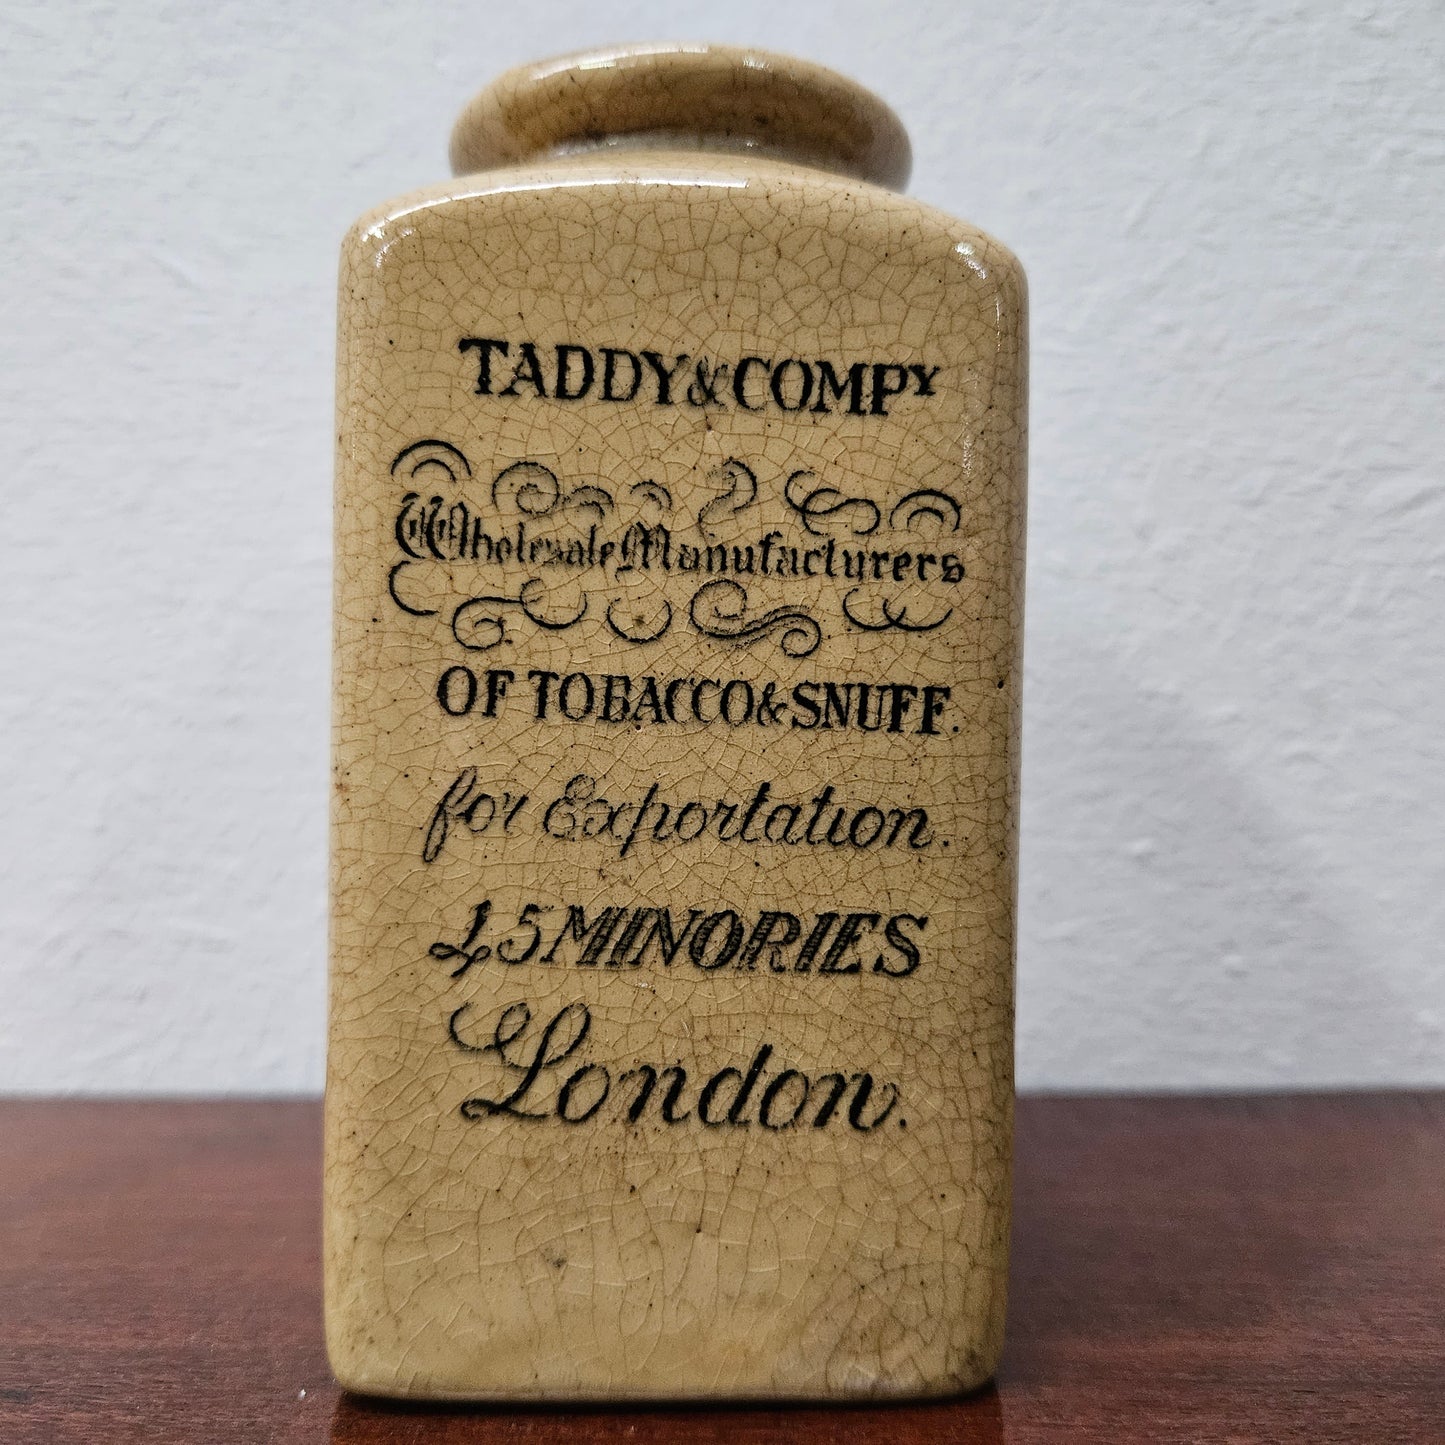 TADDY & COMPY
Wholesale Manufacturers
OF TOBACCO & SNUFF.
for Exportation.
45 MINORIES
London.